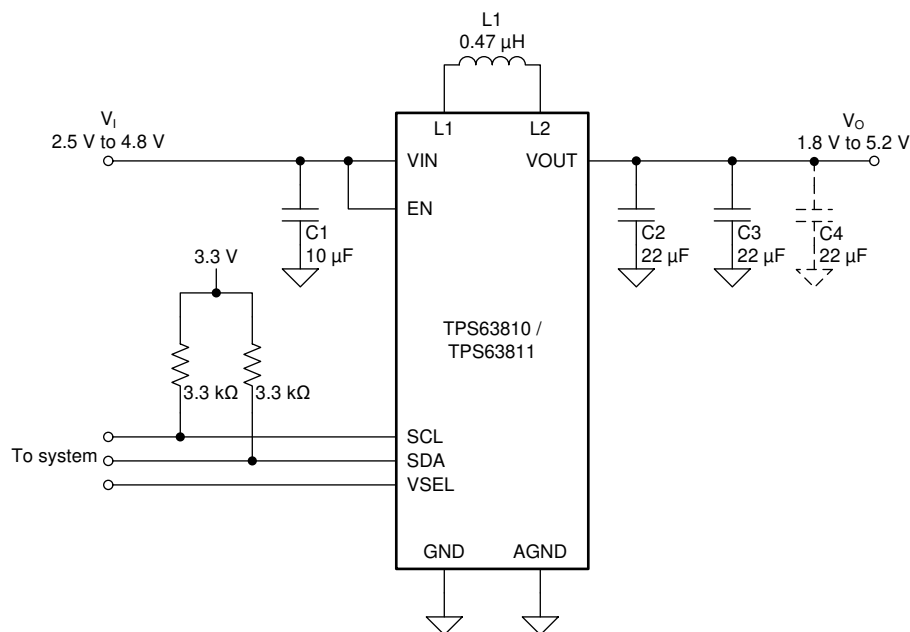 L1
0.47 µH
V_I
2.5 V to 4.8 V
L1
L2
V_O
1.8 V to 5.2 V
VIN
VOUT
EN
C1
10 µF
C2
22 µF
C3
22 µF
C4
22 µF
3.3 V
TPS63810 /
TPS63811
3.3 kΩ
3.3 kΩ
To system
SCL
SDA
VSEL
GND
AGND